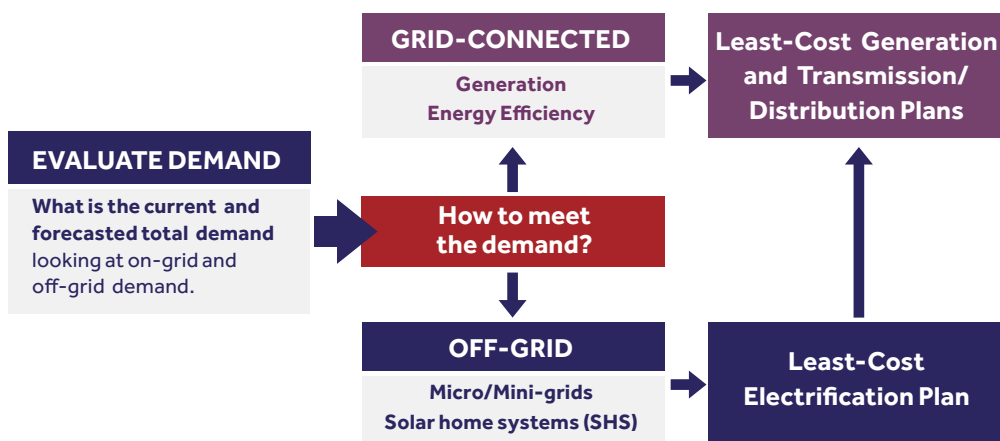 EVALUATE DEMAND
What is the current and
forecasted total demand
looking at on-grid and
off-grid demand.
How to meet
the demand?
GRID-CONNECTED
Generation
Energy Efficiency
Least-Cost Generation
and Transmission/
Distribution Plans
OFF-GRID
Micro/Mini-grids
Solar home systems (SHS)
Least-Cost
Electrification Plan